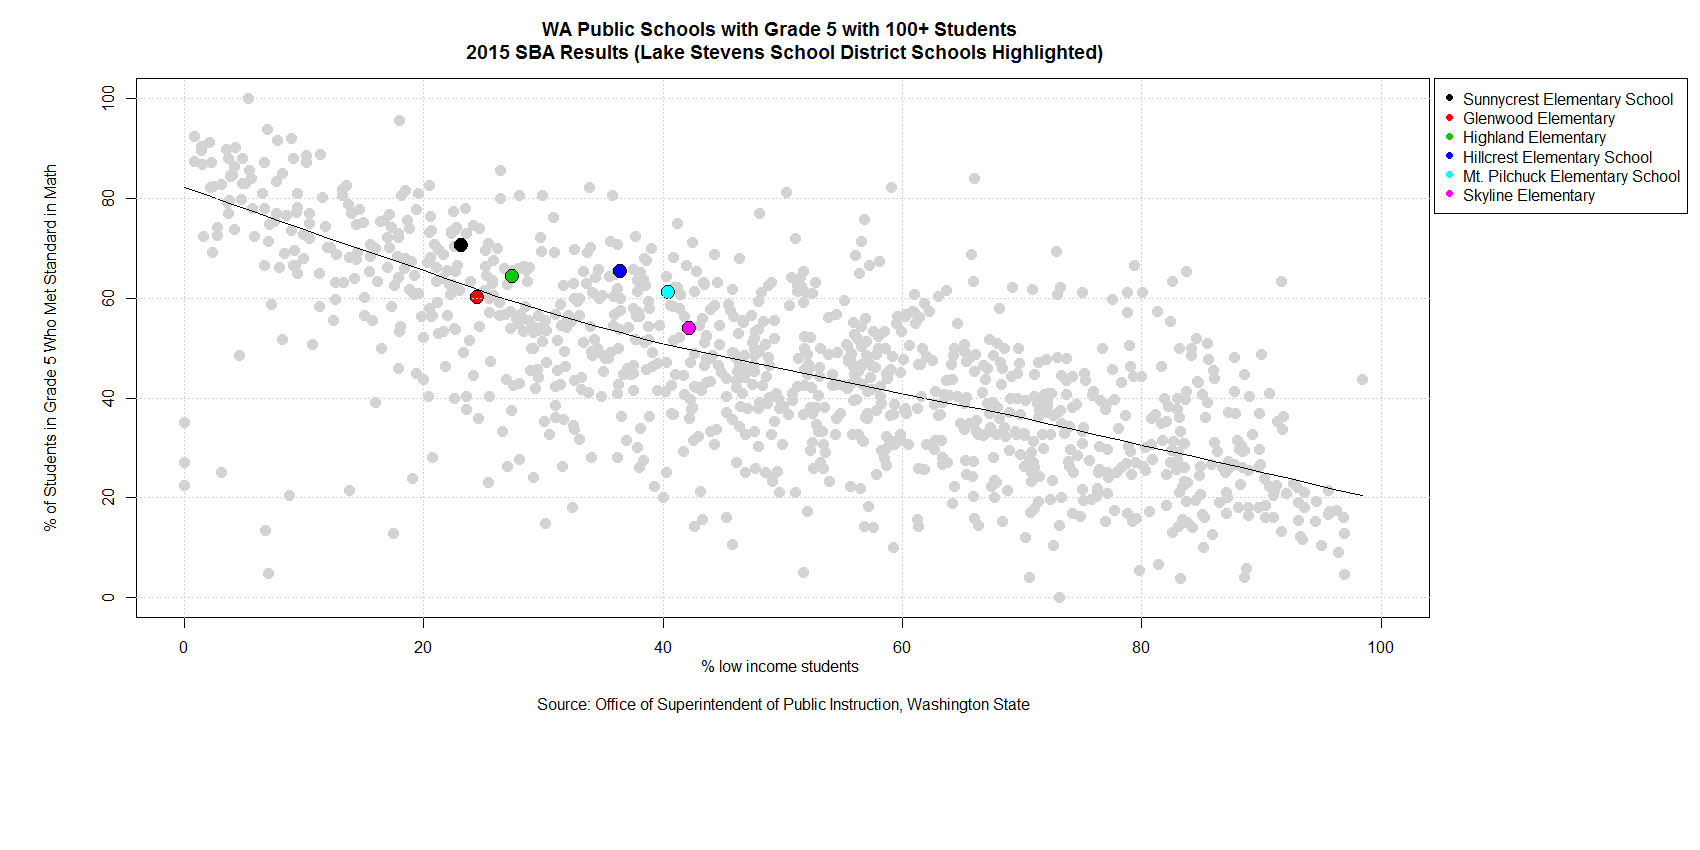 WA Public Schools with Grade 5 with 100+ Students
2015 SBA Results (Lake Stevens School District Schools Highlighted)
% of Students in Grade 5 Who Met Standard in Math
100
80
60
40
20
0
0 20 40 60 80 100
% low income students
Source: Office of Superintendent of Public Instruction, Washington State
Sunnycrest Elementary School
Glenwood Elementary
Highland Elementary
Hillcrest Elementary School
Mt. Pilchuck Elementary School
Skyline Elementary